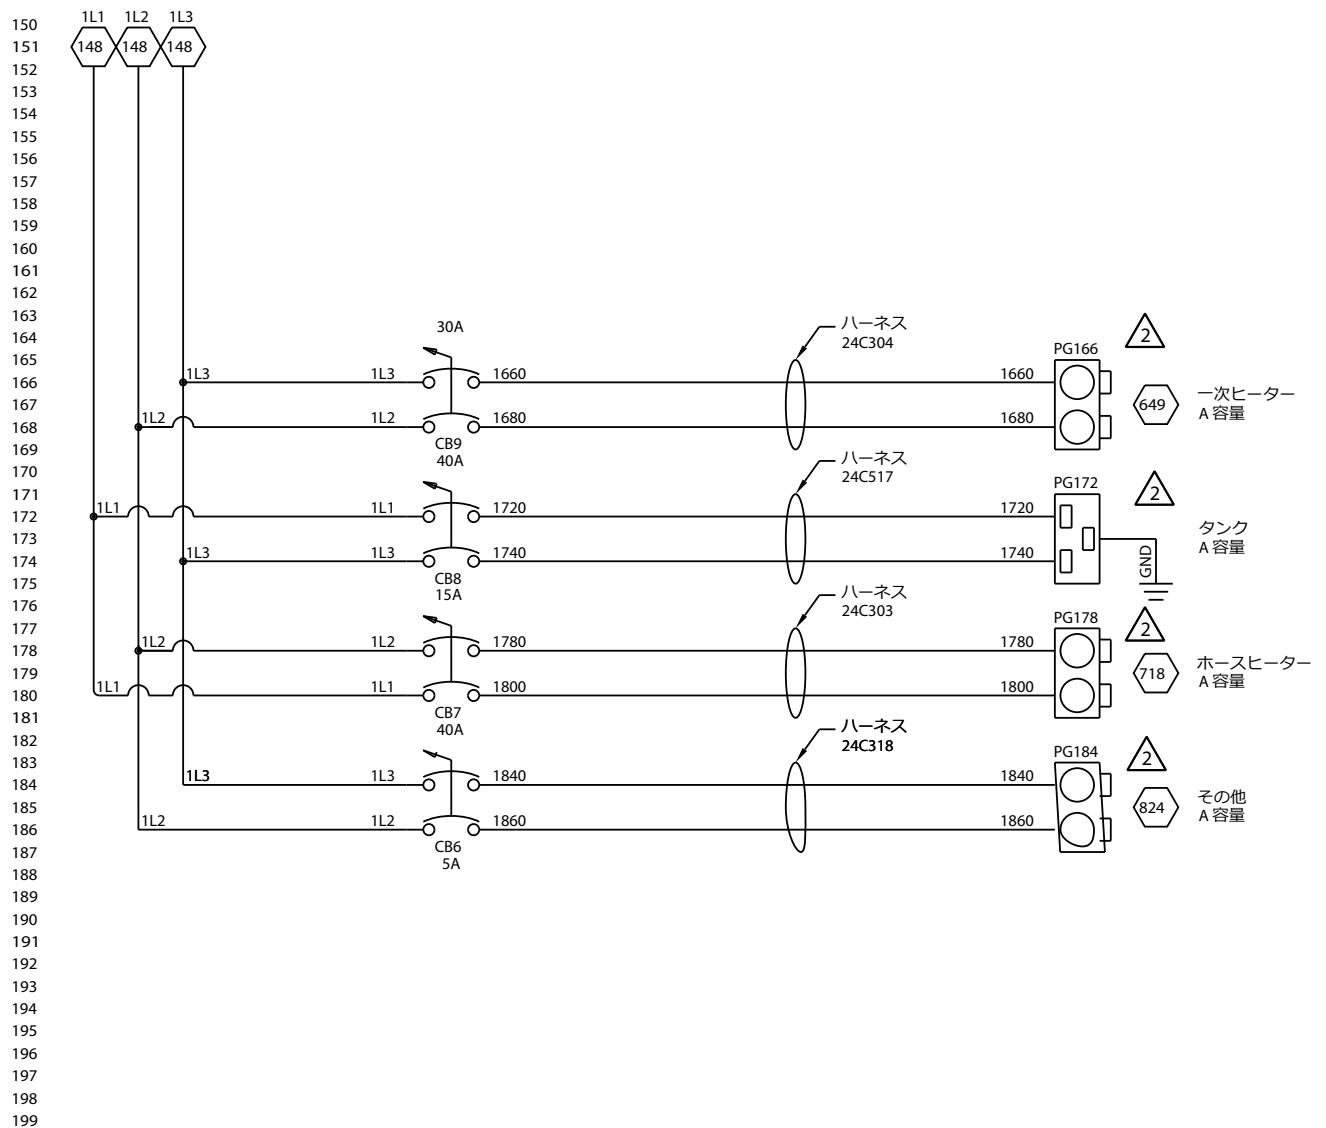 150 1L1 1L2 1L3
151 148 148 148
152
153
154
155
156
157
158
159
160
161
162
163 30A ハーネス
164 24C304 2
165 PG166
166 1L3 1L3 1660 1660
167 649 一次ヒーター
A 容量
168 1L2 1L2 1680 1680
CB9
169 40A ハーネス
170 24C517
171 PG172 2
172 1L1 1L1 1720 1720
173 タンク
A 容量
174 1L3 1L3 1740 1740 GND
CB8
175 15A ハーネス
176 24C303
177 PG178 2
178 1L2 1L2 1780 1780
179 718 ホースヒーター
A 容量
180 1L1 1L1 1800 1800
181 CB7
182 40A ハーネス
24C318
183 PG184 2
184 1L3 1L3 1840 1840
185 824 その他
A 容量
186 1L2 1L2 1860 1860
187 CB6
188 5A
189
190
191
192
193
194
195
196
197
198
199